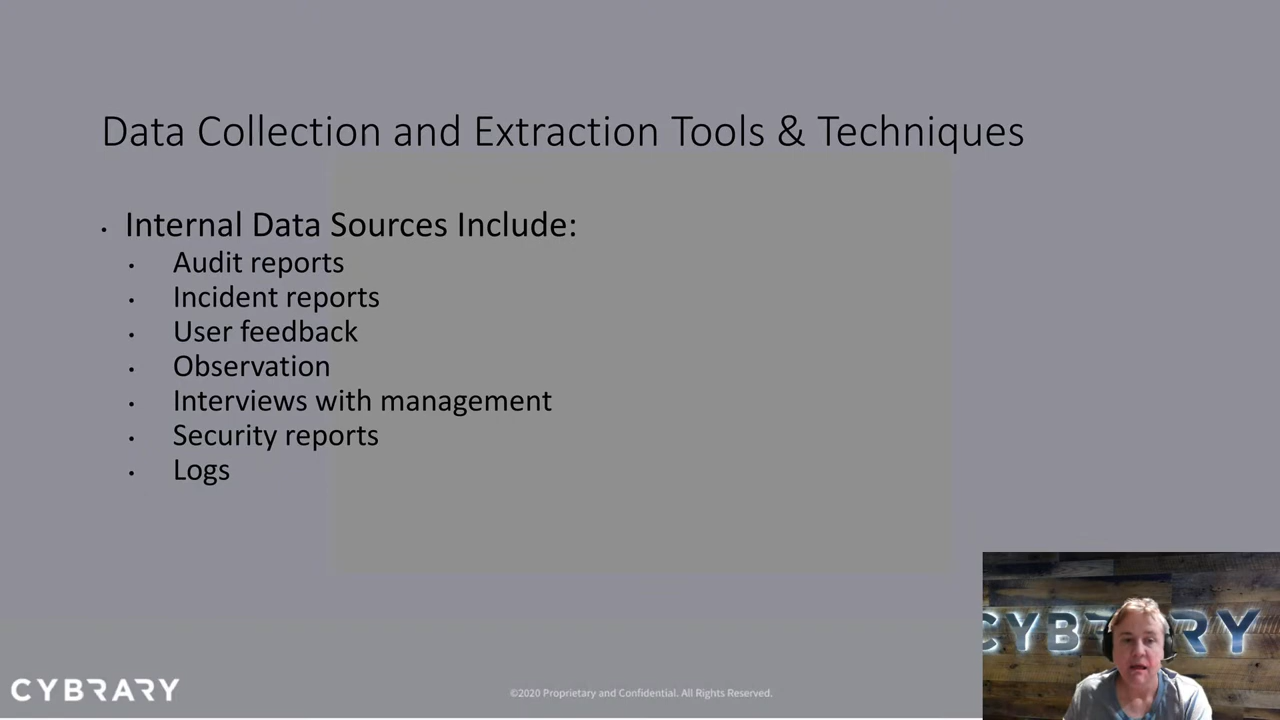 Data Collection and Extraction Tools & Techniques
• Internal Data Sources Include:
• Audit reports
• Incident reports
• User feedback
• Observation
• Interviews with management
• Security reports
• Logs
CYBRARY
CYBRARY
©2020 Proprietary and Confidential. All Rights Reserved.